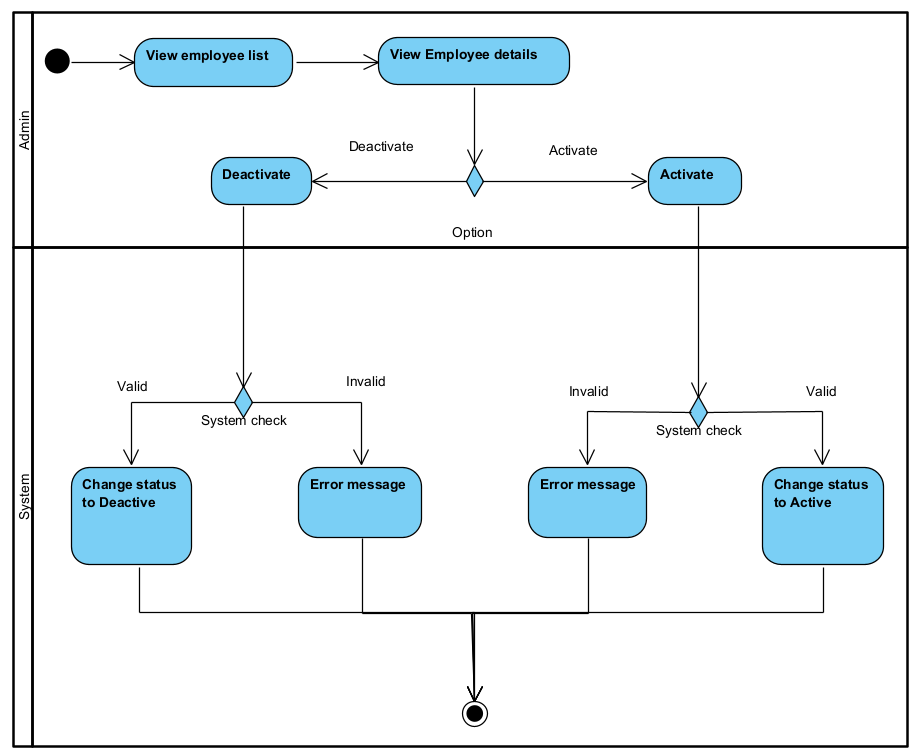 Admin
View employee list
View Employee details
Deactivate
Activate
Deactivate
Activate
Option
System
Valid
Invalid
System check
Invalid
Valid
System check
Change status
to Deactive
Error message
Error message
Change status
to Active